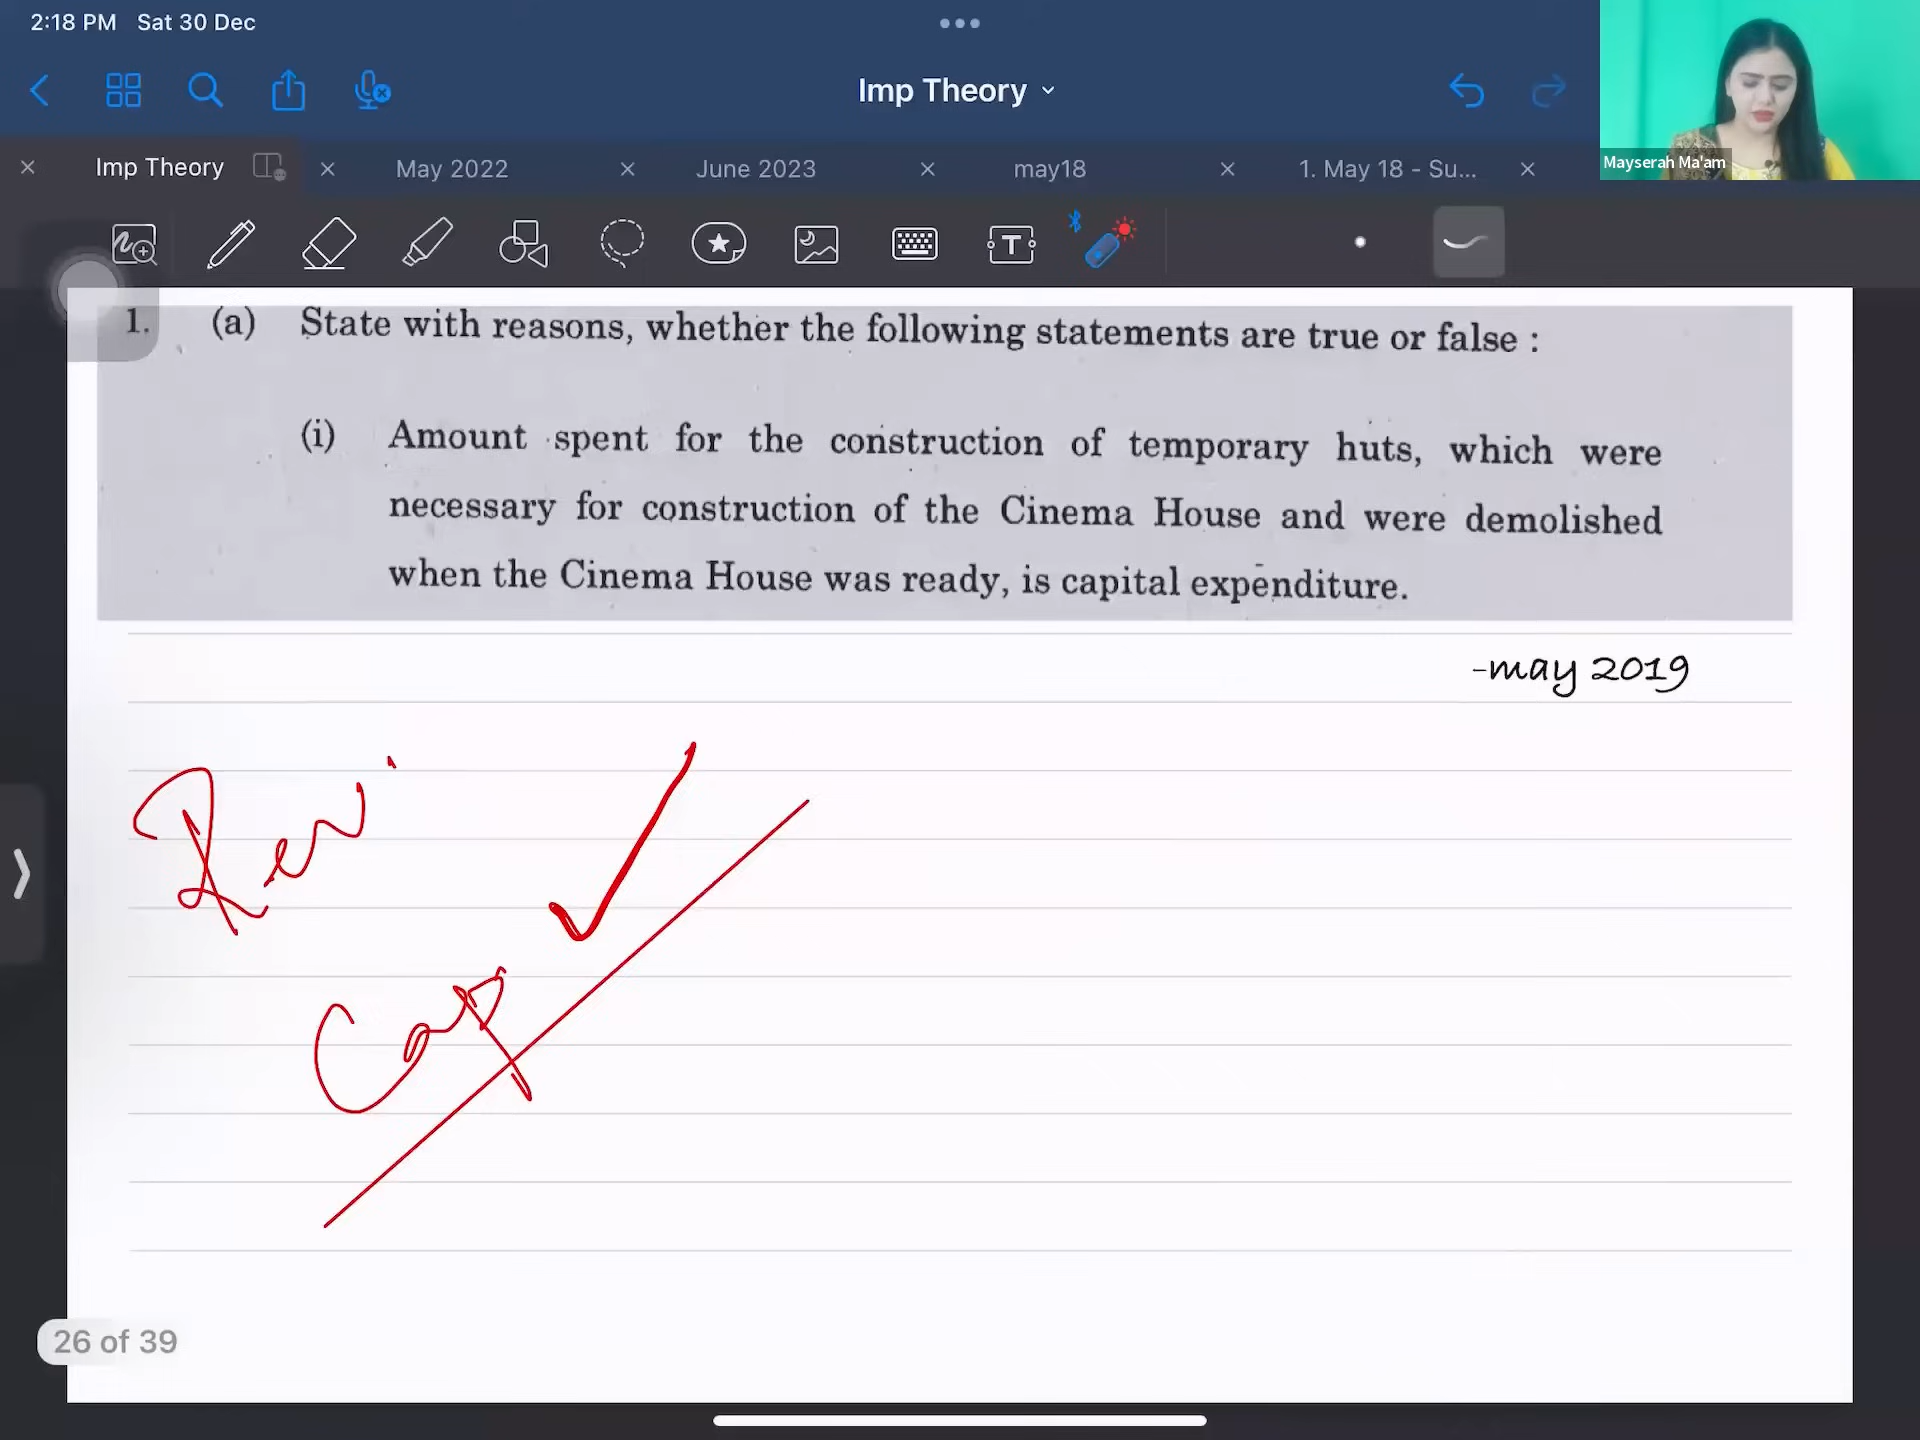 2:18 PM Sat 30 Dec
Imp Theory
Mayserah Ma'am
Imp Theory
May 2022
June 2023
may18
1. May 18 - Su...
T
1. (a) State with reasons, whether the following statements are true or false :
(i) Amount spent for the construction of temporary huts, which were
necessary for construction of the Cinema House and were demolished
when the Cinema House was ready, is capital expenditure.
-may 2019
Rev.
Cap
26 of 39